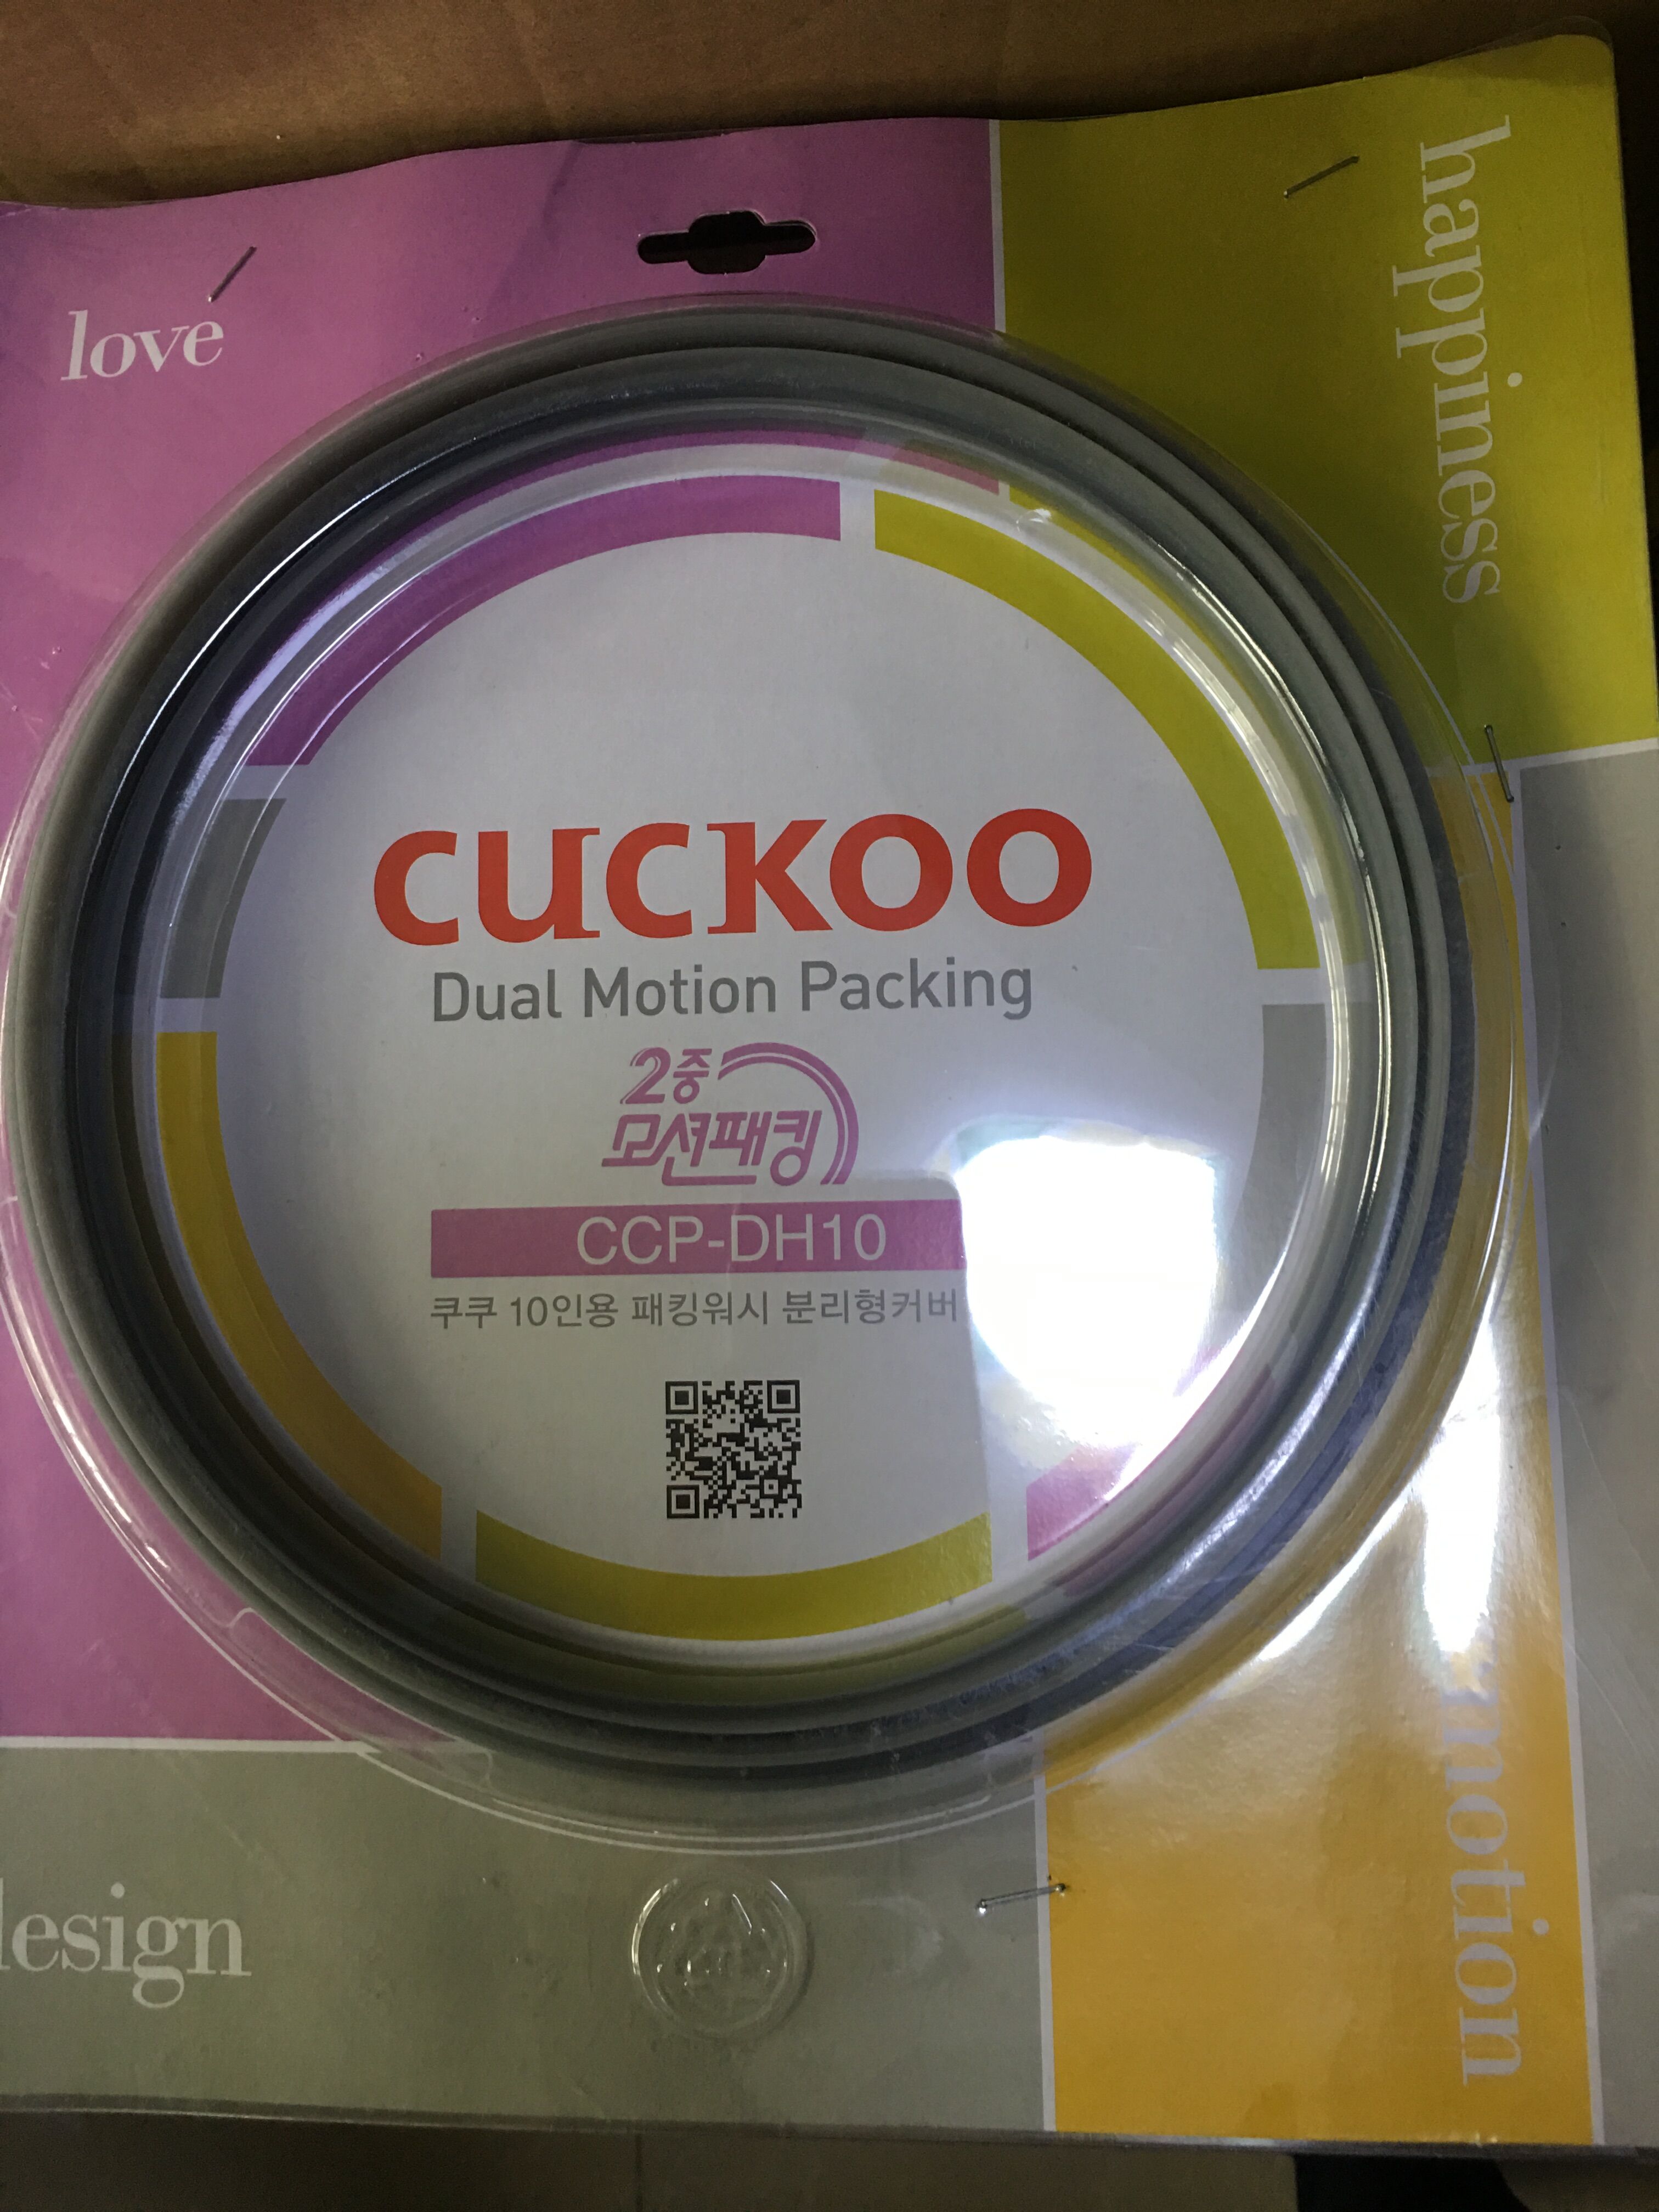 love
happiness
CUCKOO
Dual Motion Packing
2중
모션패킹
CCP-DH10
쿠쿠 10인용 패킹워시 분리형커버
esign
motion